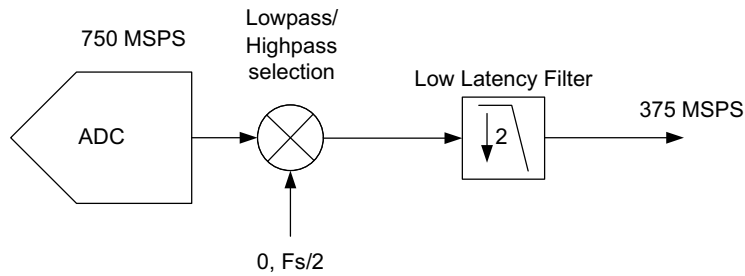 Lowpass/
Highpass
selection
750 MSPS
Low Latency Filter
375 MSPS
ADC
2
0, Fs/2